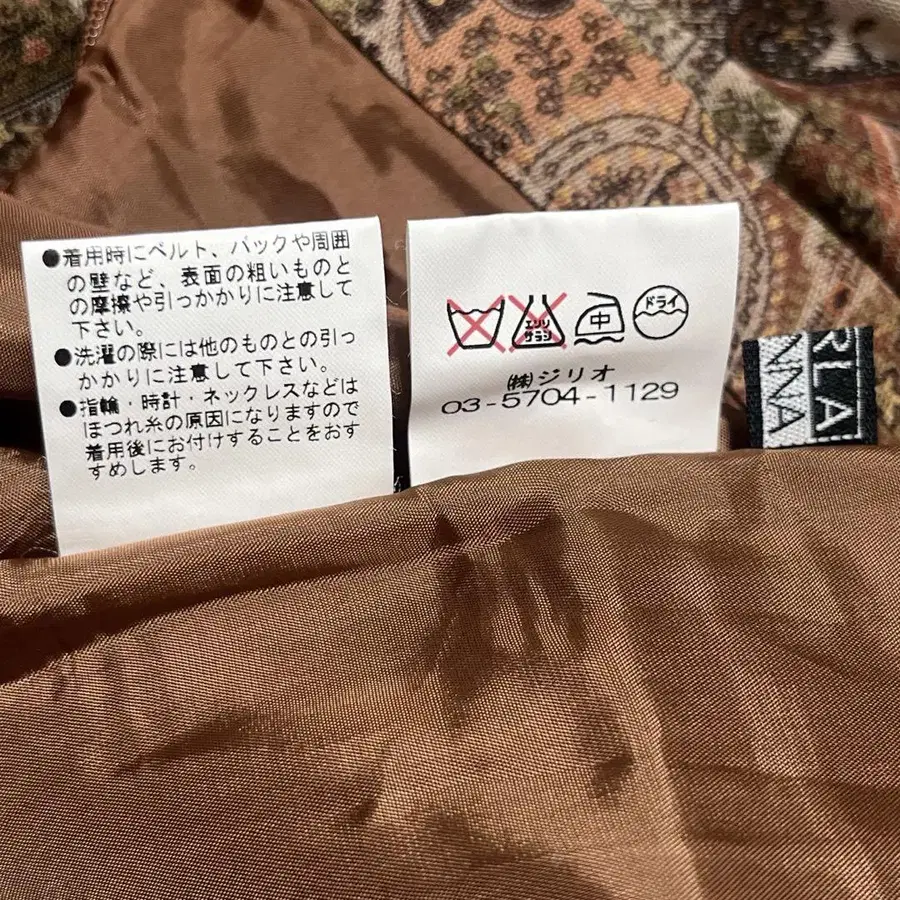 ●着用時にベルト、バックや周囲
の壁など、表面の粗いものと
の摩擦や引っかかりに注意して
下さい。
●洗濯の際には他のものとの引っ
かかりに注意して下さい。
●指輪・時計・ネックレスなどは
ほつれ糸の原因になりますので
着用後にお付けすることをおす
すめします。
エンソ
サラシ
中
ドライ
㈱ジリオ
03-5704-1129
RLA
NNA